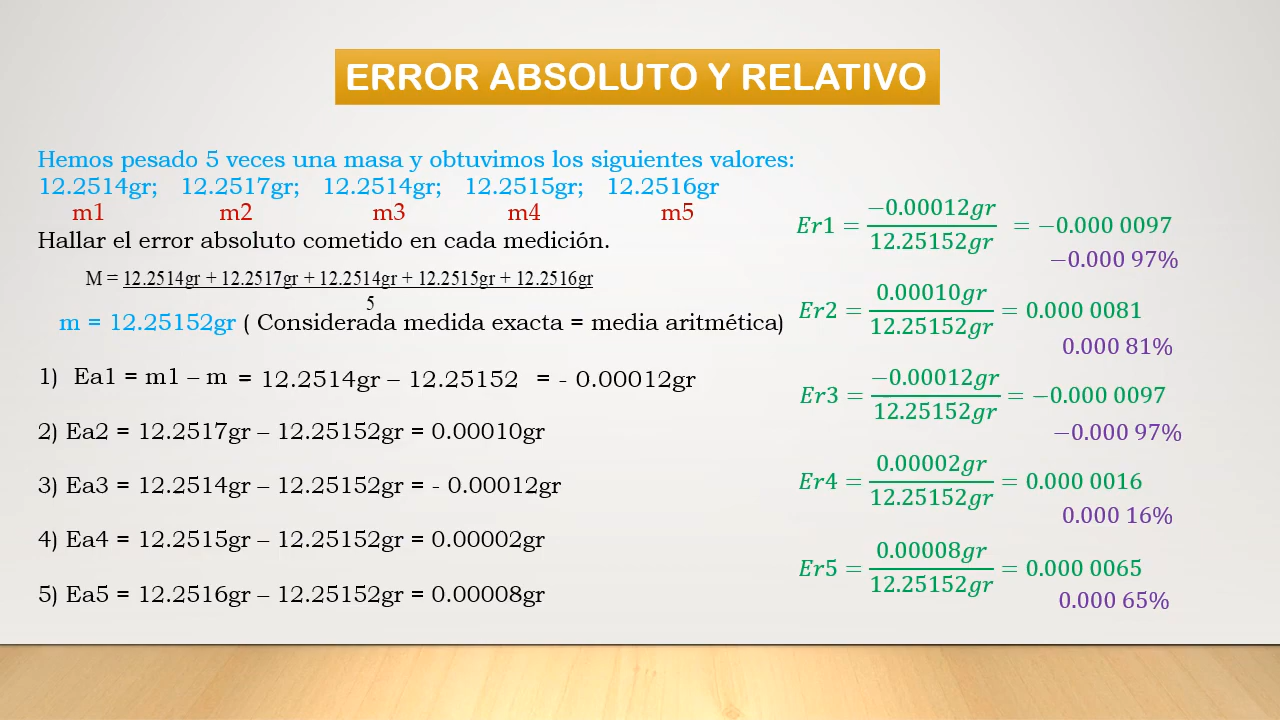 ERROR ABSOLUTO Y RELATIVO
Hemos pesado 5 veces una masa y obtuvimos los siguientes valores:
12.2514gr; 12.2517gr; 12.2514gr; 12.2515gr; 12.2516gr
m1 m2 m3 m4 m5
Hallar el error absoluto cometido en cada medición.
M = 12.2514gr + 12.2517gr + 12.2514gr + 12.2515gr + 12.2516gr
5
m = 12.25152gr ( Considerada medida exacta = media aritmética)
1) Ea1 = m1 – m = 12.2514gr – 12.25152 = - 0.00012gr
2) Ea2 = 12.2517gr – 12.25152gr = 0.00010gr
3) Ea3 = 12.2514gr – 12.25152gr = - 0.00012gr
4) Ea4 = 12.2515gr – 12.25152gr = 0.00002gr
5) Ea5 = 12.2516gr – 12.25152gr = 0.00008gr
−0.00012gr
Er1 = = −0.000 0097
12.25152gr
−0.000 97%
0.00010gr
Er2 = = 0.000 0081
12.25152gr
0.000 81%
−0.00012gr
Er3 = = −0.000 0097
12.25152gr
−0.000 97%
0.00002gr
Er4 = = 0.000 0016
12.25152gr
0.000 16%
0.00008gr
Er5 = = 0.000 0065
12.25152gr
0.000 65%